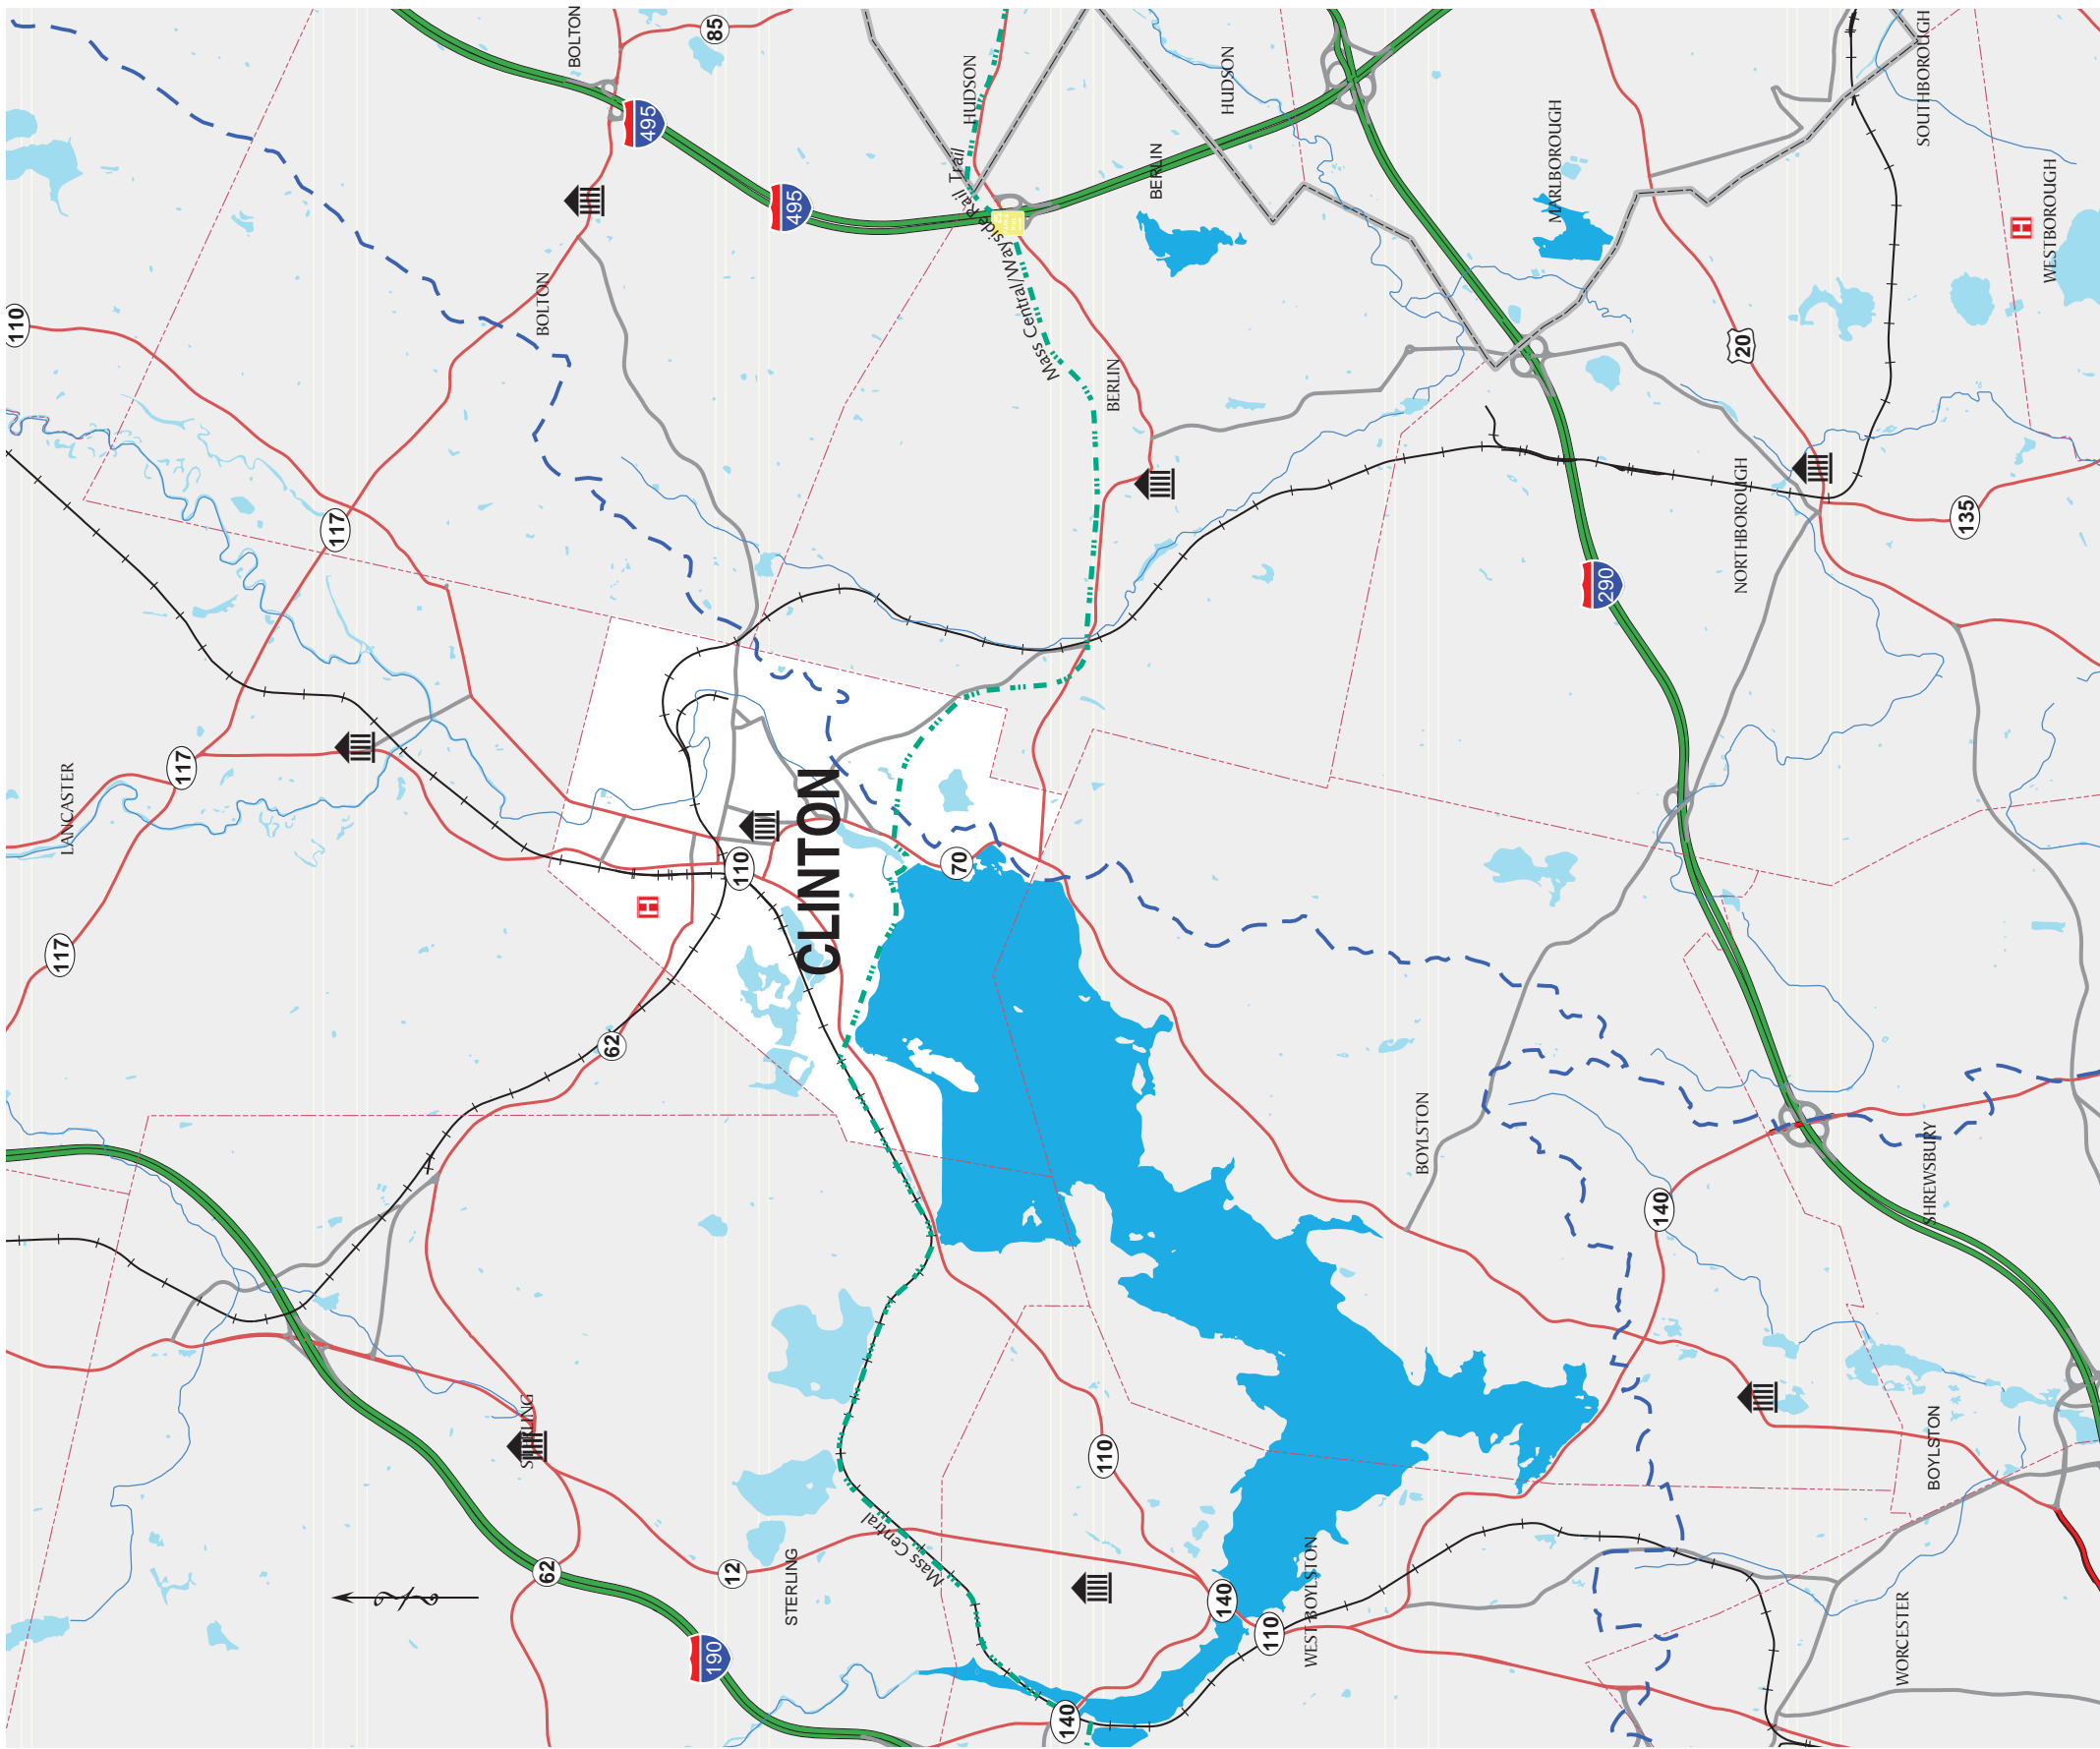 110
117
LANCASTER
117
117
STERLING
62
BOLTON
BOLTON
62
H
495
190
85
12
110
STERLING
495
CLINTON
Mass Central
70
HUDSON
Mass Central/Wayside Rail Trail
140
110
BERLIN
BERLIN
140
HUDSON
110
WEST BOYLSTON
BOYLSTON
MARLBOROUGH
290
140
NORTHBOROUGH
20
WORCESTER
BOYLSTON
SHREWSBURY
SOUTHBOROUGH
135
H
WESTBOROUGH